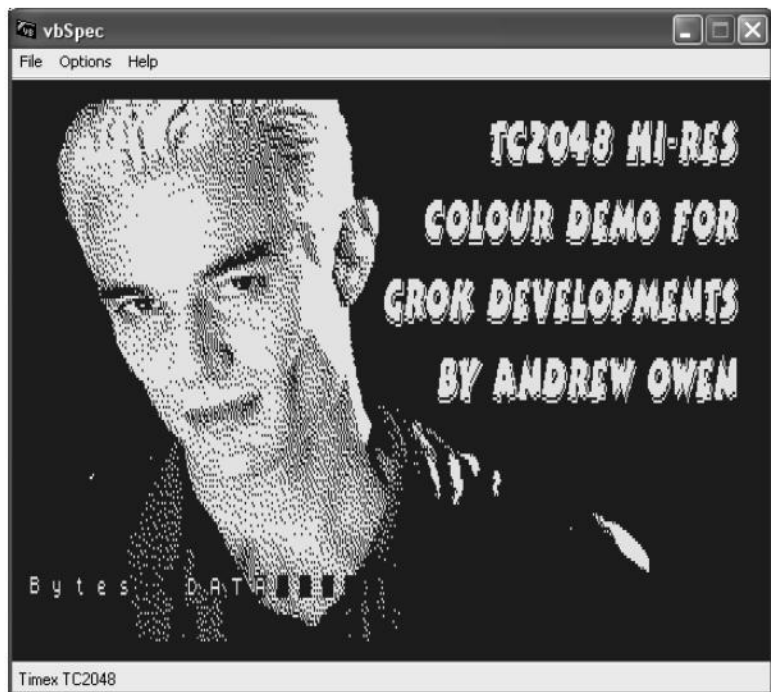 vbSpec
File Options Help
TC2048 HI-RES
COLOUR DEMO FOR
GROK DEVELOPMENTS
BY ANDREW OWEN
Bytes: DATA
Timex TC2048